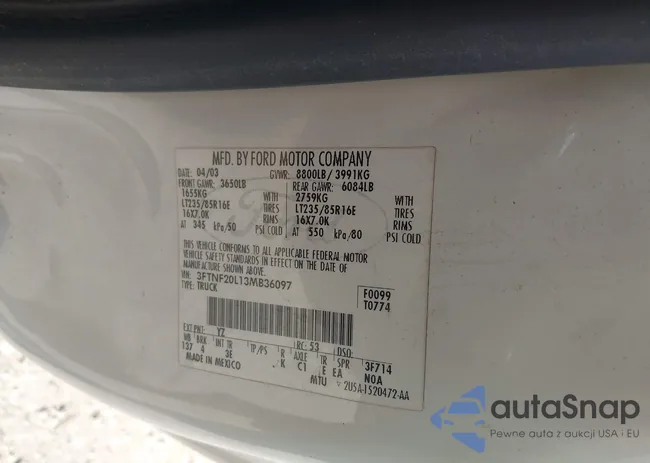 MFD. BY FORD MOTOR COMPANY
DATE: 04/03 GVWR: 8800LB/ 3991KG
FRONT GAWR: 3650LB REAR GAWR: 6084LB
1655KG WITH 2759KG WITH
LT235/85R16E TIRES LT235/85R16E TIRES
16X7.0K RIMS 16X7.0K RIMS
AT 345 kPa/50 PSI COLD AT 550 kPa/80 PSI COLD
THIS VEHICLE CONFORMS TO ALL APPLICABLE FEDERAL MOTOR
VEHICLE SAFETY STANDARDS IN EFFECT ON THE DATE OF
MANUFACTURE SHOWN ABOVE.
VIN: 3FTNF20L13MB36097
TYPE: TRUCK
F0099
T0774
EXT PNT: YZ RC: 53 DSO:
WB BRK INT TR TP/PS R AXLE TR SPR 3F714
137 4 3E K C1 E EA NOA
MADE IN MEXICO MTU 2U5A-1520472-AA
Ford
autaSnap
Pewne auta z aukcji USA i EU